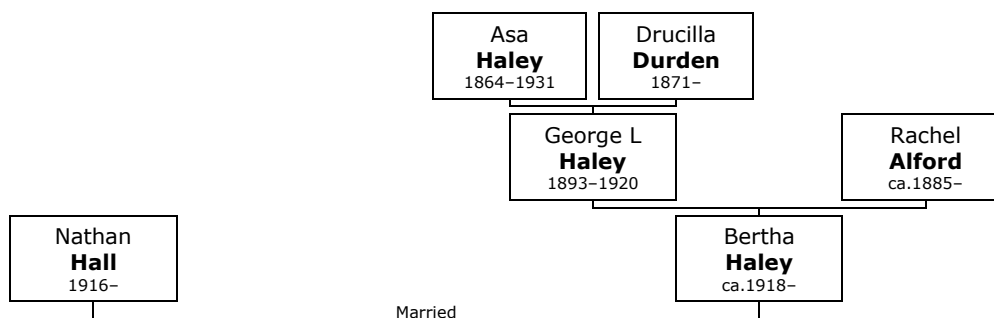 Asa
Haley
1864–1931
Drucilla
Durden
1871–
George L
Haley
1893–1920
Rachel
Alford
ca.1885–
Nathan
Hall
1916–
Bertha
Haley
ca.1918–
Married